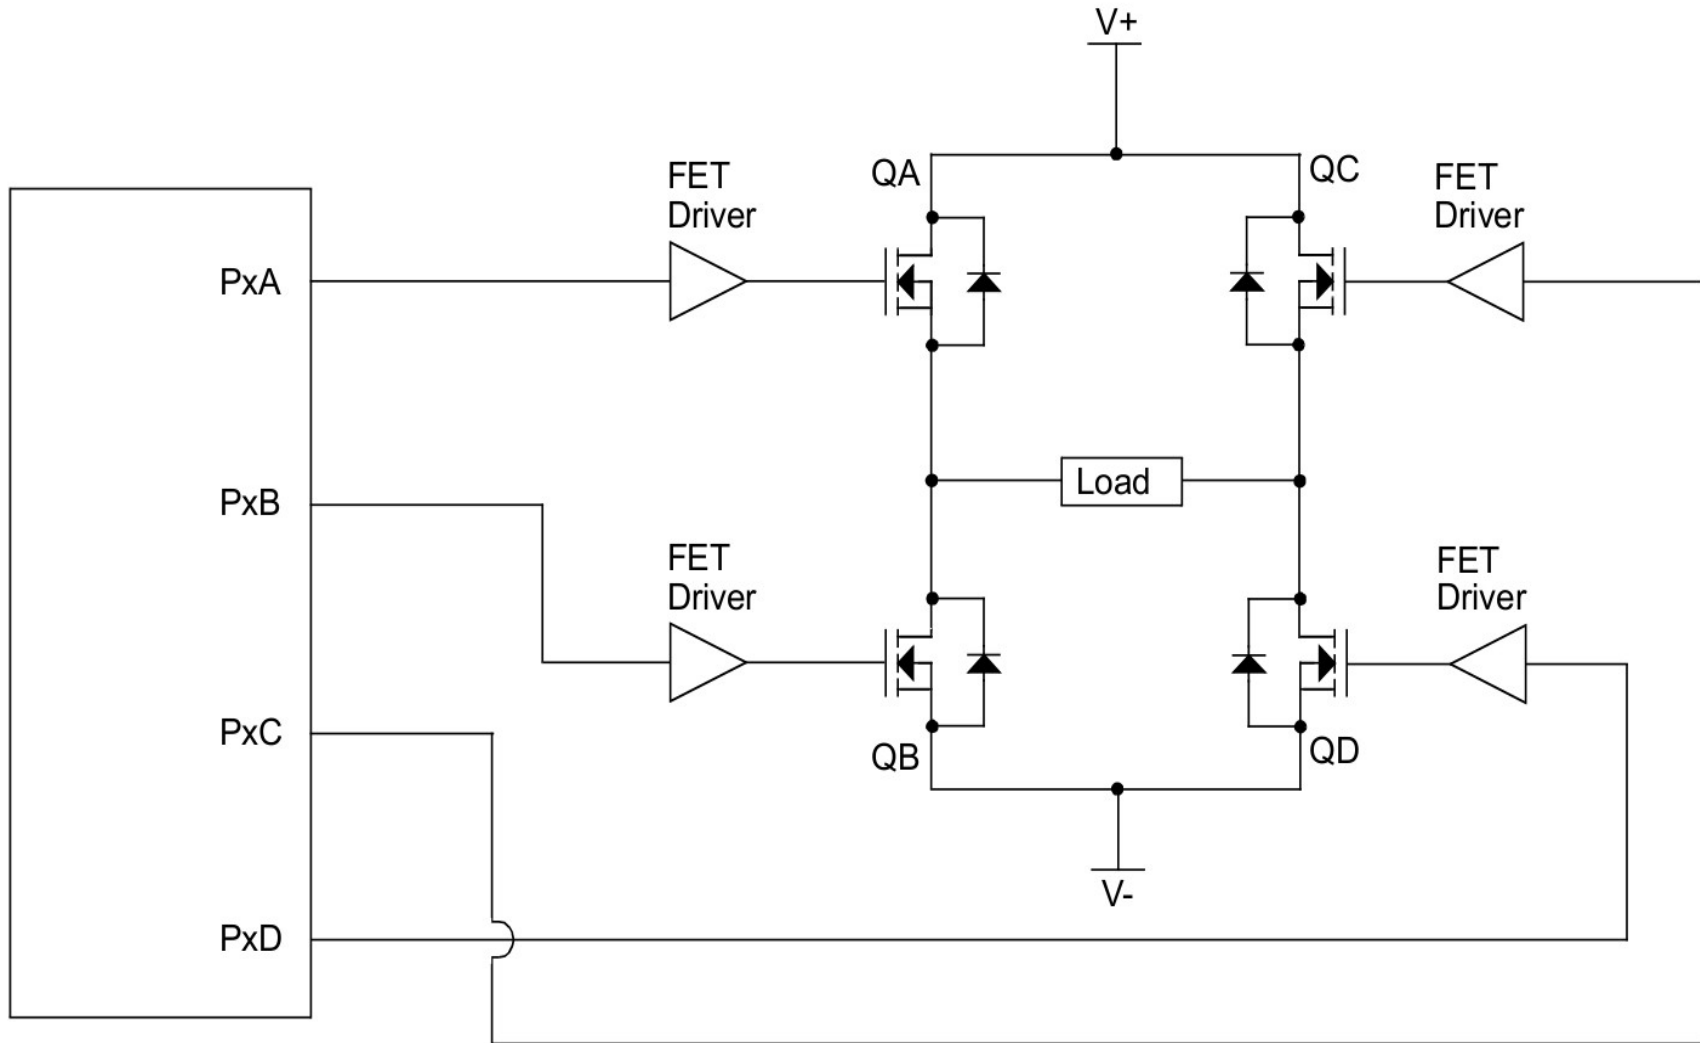 V+
QA
QC
FET
Driver
FET
Driver
PxA
PxB
Load
FET
Driver
FET
Driver
PxC
QB
QD
V-
PxD